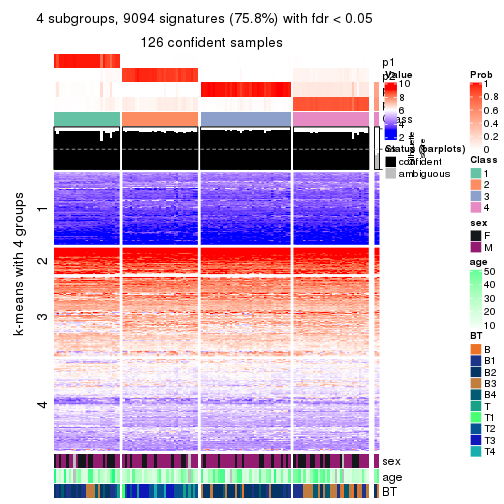 4 subgroups, 9094 signatures (75.8%) with fdr < 0.05
126 confident samples
p1
p2
Class
k-means with 4 groups
1
2
3
4
sex
age
BT
Value
10
8
6
4
2
Status (barplots)
confident
ambiguous
Prob
1
0.8
0.6
0.4
0.2
0
Class
1
2
3
4
sex
F
M
age
50
40
30
20
10
BT
B
B1
B2
B3
B4
T
T1
T2
T3
T4